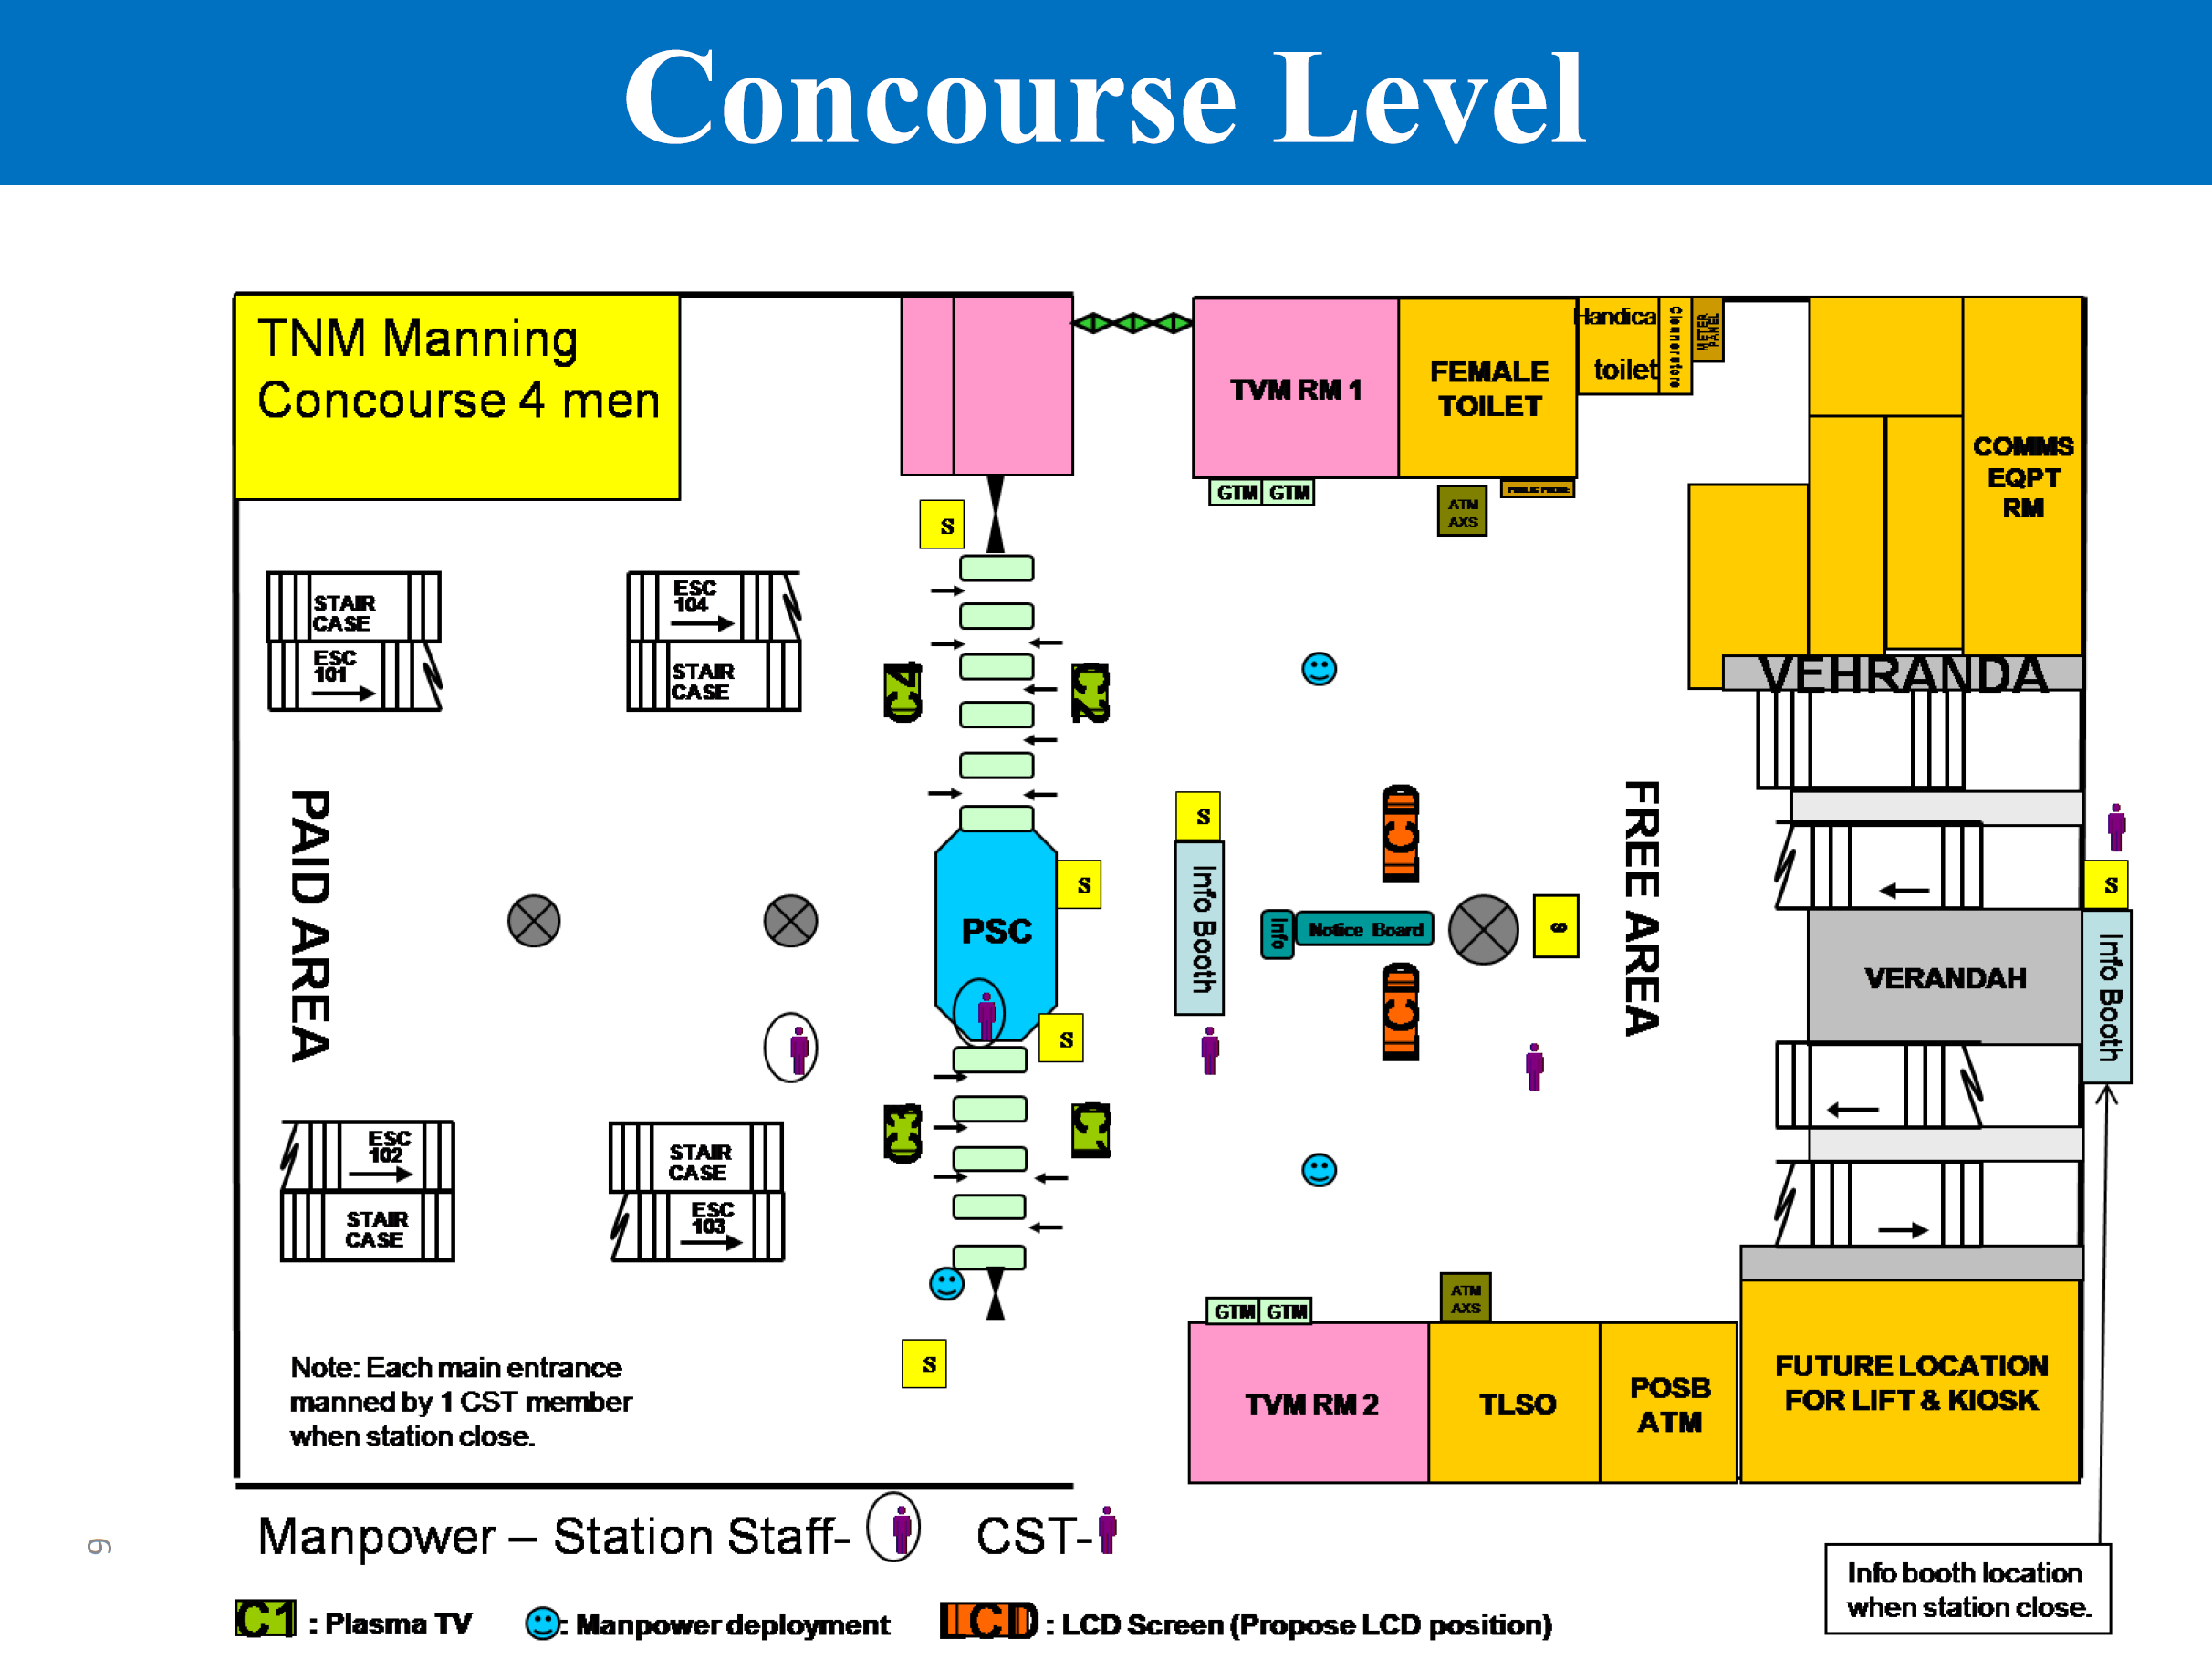 Concourse Level
TNM Manning
Concourse 4 men
TVM RM 1
FEMALE
TOILET
Handica
toilet
Cleanerstore
METER
PANEL
COMMS
EQPT
RM
GTM GTM
ATM
AXS
S
STAIR
CASE
ESC
101
ESC
104
STAIR
CASE
C4
C2
VEHRANDA
PAID AREA
FREE AREA
S
Info Booth
S
PSC
S
LCD
Info
Notice Board
S
LCD
VERANDAH
S
Info Booth
ESC
102
STAIR
CASE
STAIR
CASE
ESC
103
C3
C1
S
GTM GTM
ATM
AXS
TVM RM 2
TLSO
POSB
ATM
FUTURE LOCATION
FOR LIFT & KIOSK
Note: Each main entrance
manned by 1 CST member
when station close.
Manpower – Station Staff-
CST-
C1 : Plasma TV
: Manpower deployment
LCD : LCD Screen (Propose LCD position)
Info booth location
when station close.
9